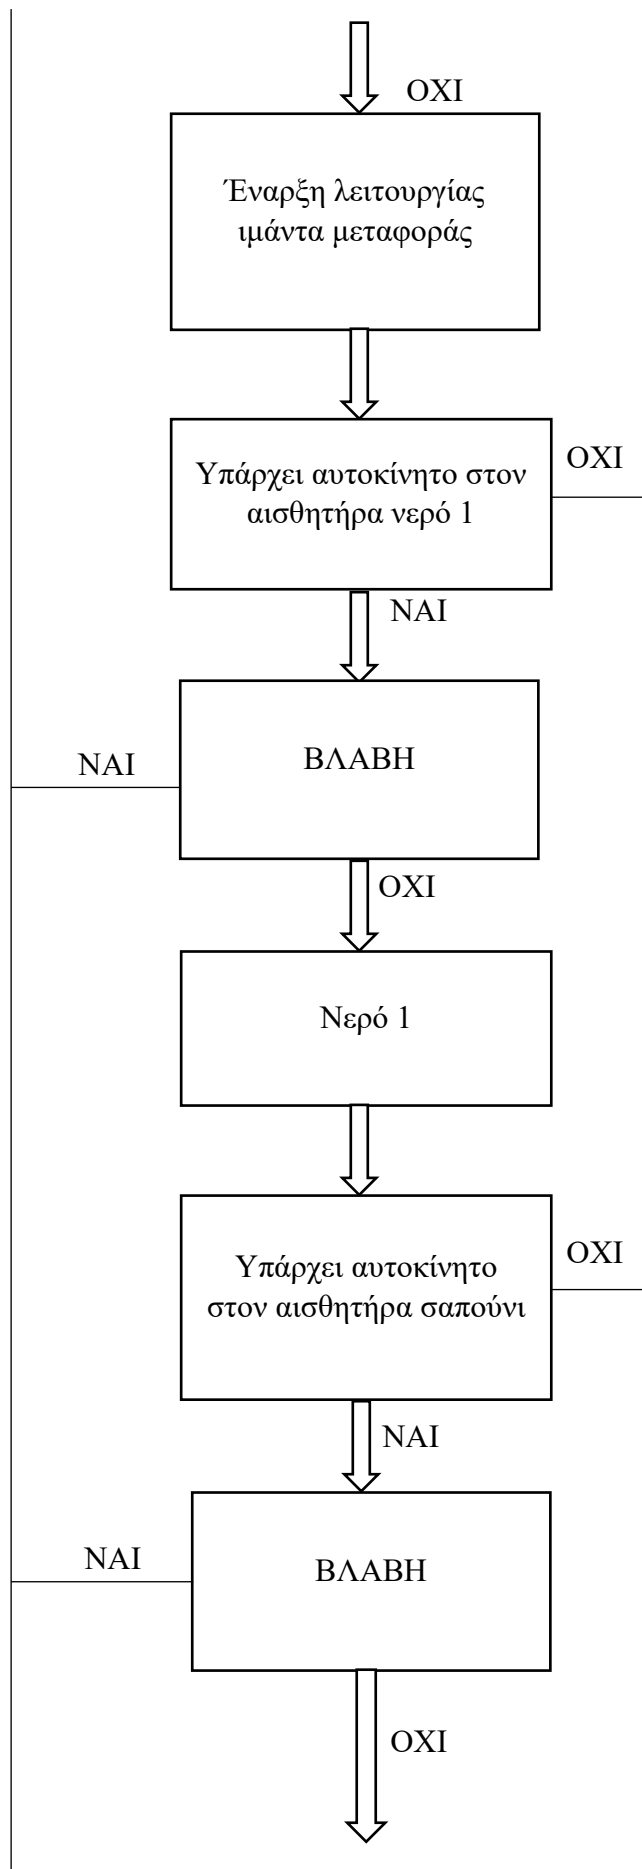 ΟΧΙ
Έναρξη λειτουργίας
ιμάντα μεταφοράς
Υπάρχει αυτοκίνητο στον
αισθητήρα νερό 1
ΟΧΙ
ΝΑΙ
ΒΛΑΒΗ
ΝΑΙ
ΟΧΙ
Νερό 1
Υπάρχει αυτοκίνητο
στον αισθητήρα σαπούνι
ΟΧΙ
ΝΑΙ
ΝΑΙ
ΒΛΑΒΗ
ΟΧΙ